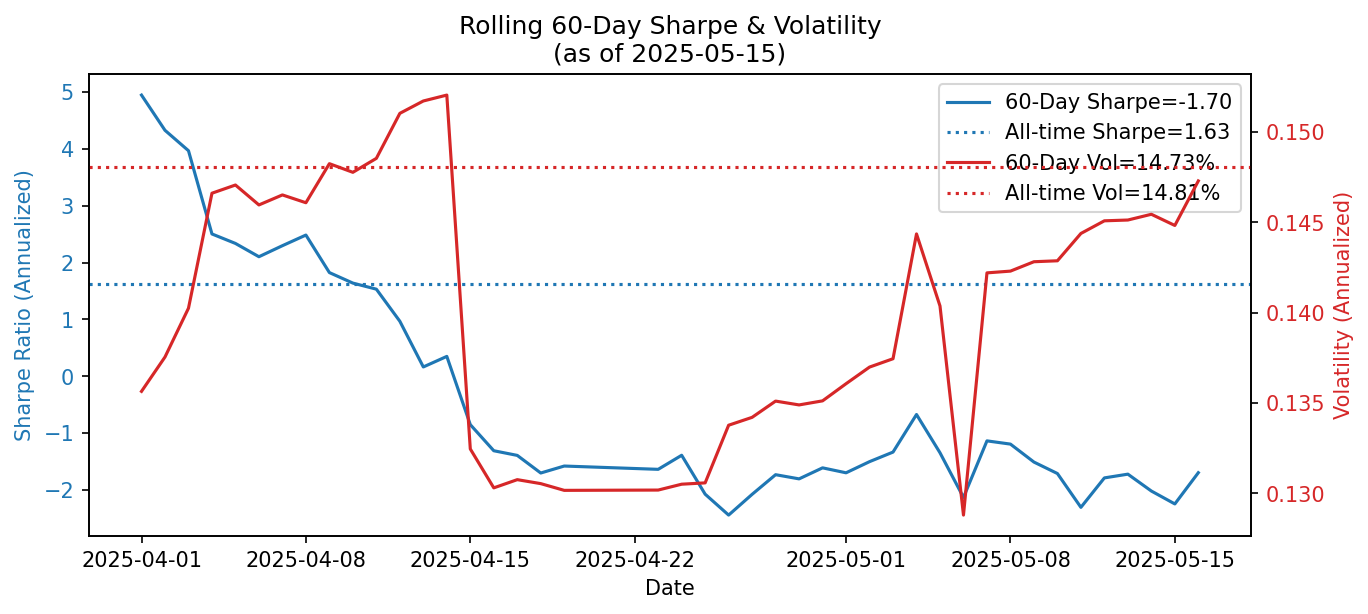 Rolling 60-Day Sharpe & Volatility
(as of 2025-05-15)
5
4
3
2
1
0
−1
−2
Sharpe Ratio (Annualized)
60-Day Sharpe=-1.70
All-time Sharpe=1.63
60-Day Vol=14.73%
All-time Vol=14.81%
0.150
0.145
0.140
0.135
0.130
Volatility (Annualized)
2025-04-01
2025-04-08
2025-04-15
2025-04-22
2025-05-01
2025-05-08
2025-05-15
Date